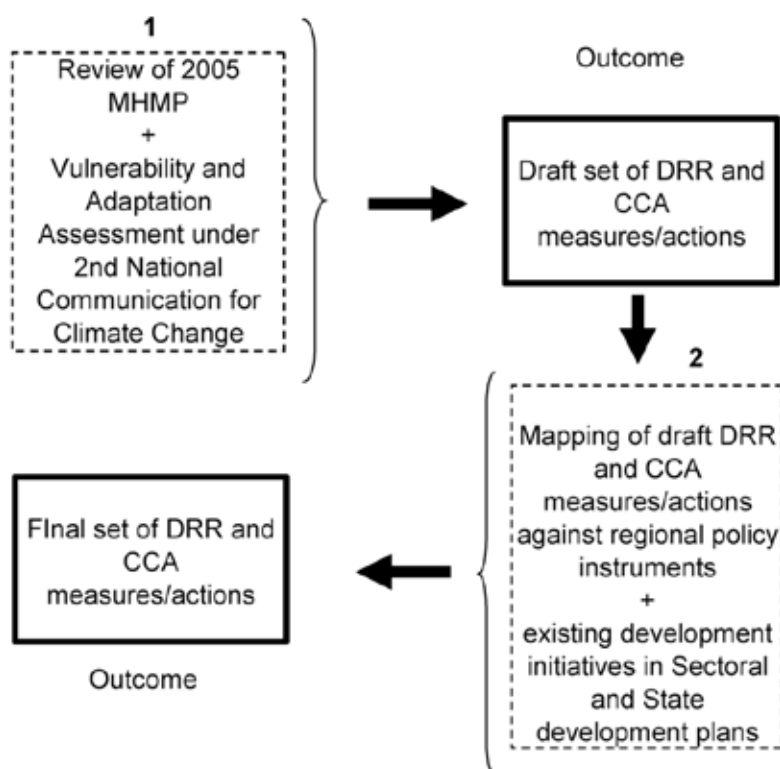 1
Review of 2005
MHMP
+
Vulnerability and
Adaptation
Assessment under
2nd National
Communication for
Climate Change
Outcome
Draft set of DRR and
CCA
measures/actions
2
Mapping of draft DRR
and CCA
measures/actions
against regional policy
instruments
+
existing development
initiatives in Sectoral
and State
development plans
FInal set of DRR and
CCA
measures/actions
Outcome